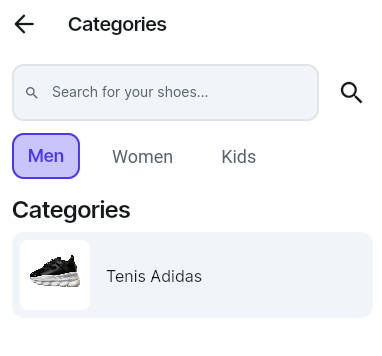 Categories
Search for your shoes...
Men
Women
Kids
Categories
Tenis Adidas